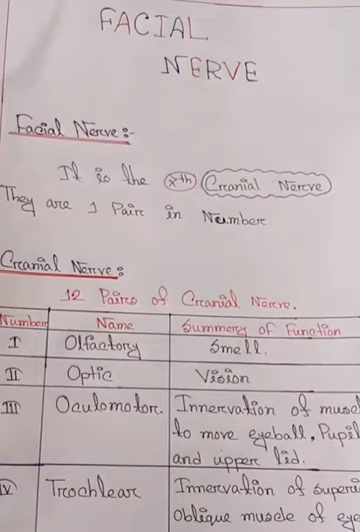 FACIAL
NERVE
Facial Nerve :-
It is the xth Cranial Nerve
They are 1 Pair in Number
Cranial Nerve :
12 Pairs of Cranial Nerve.
Number Name Summery of Function
I Olfactory Smell.
II Optic Vision
III Oculomotor. Innervation of muscl
to move eyeball, Pupil
and upper lid.
IV Trochlear Innervation of superi
Oblique muscle of eye